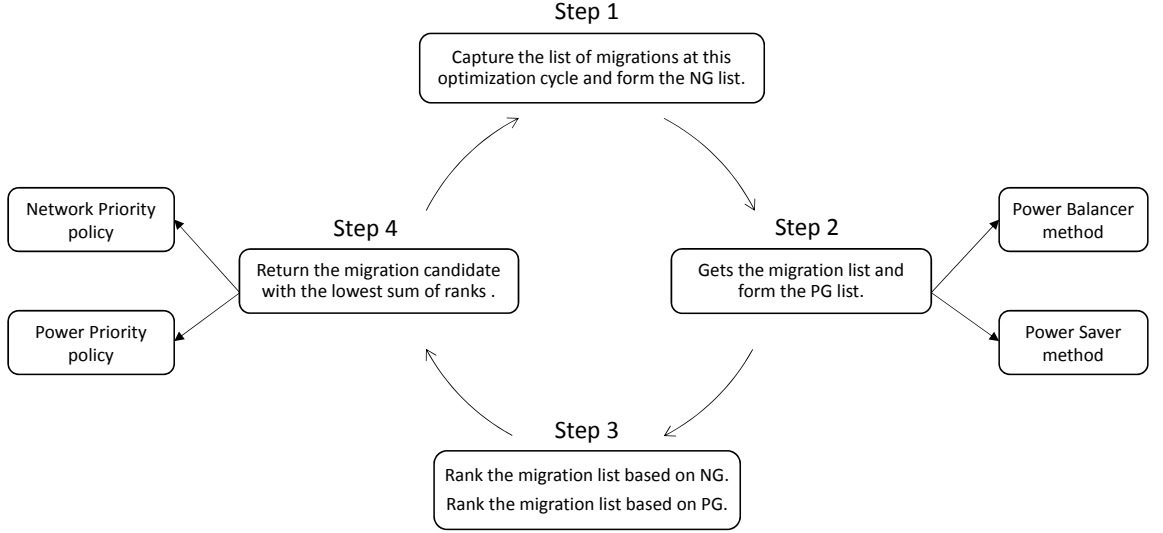 Step 1
Capture the list of migrations at this
optimization cycle and form the NG list.
Step 2
Gets the migration list and
form the PG list.
Power Balancer
method
Power Saver
method
Step 3
Rank the migration list based on NG.
Rank the migration list based on PG.
Step 4
Return the migration candidate
with the lowest sum of ranks .
Network Priority
policy
Power Priority
policy